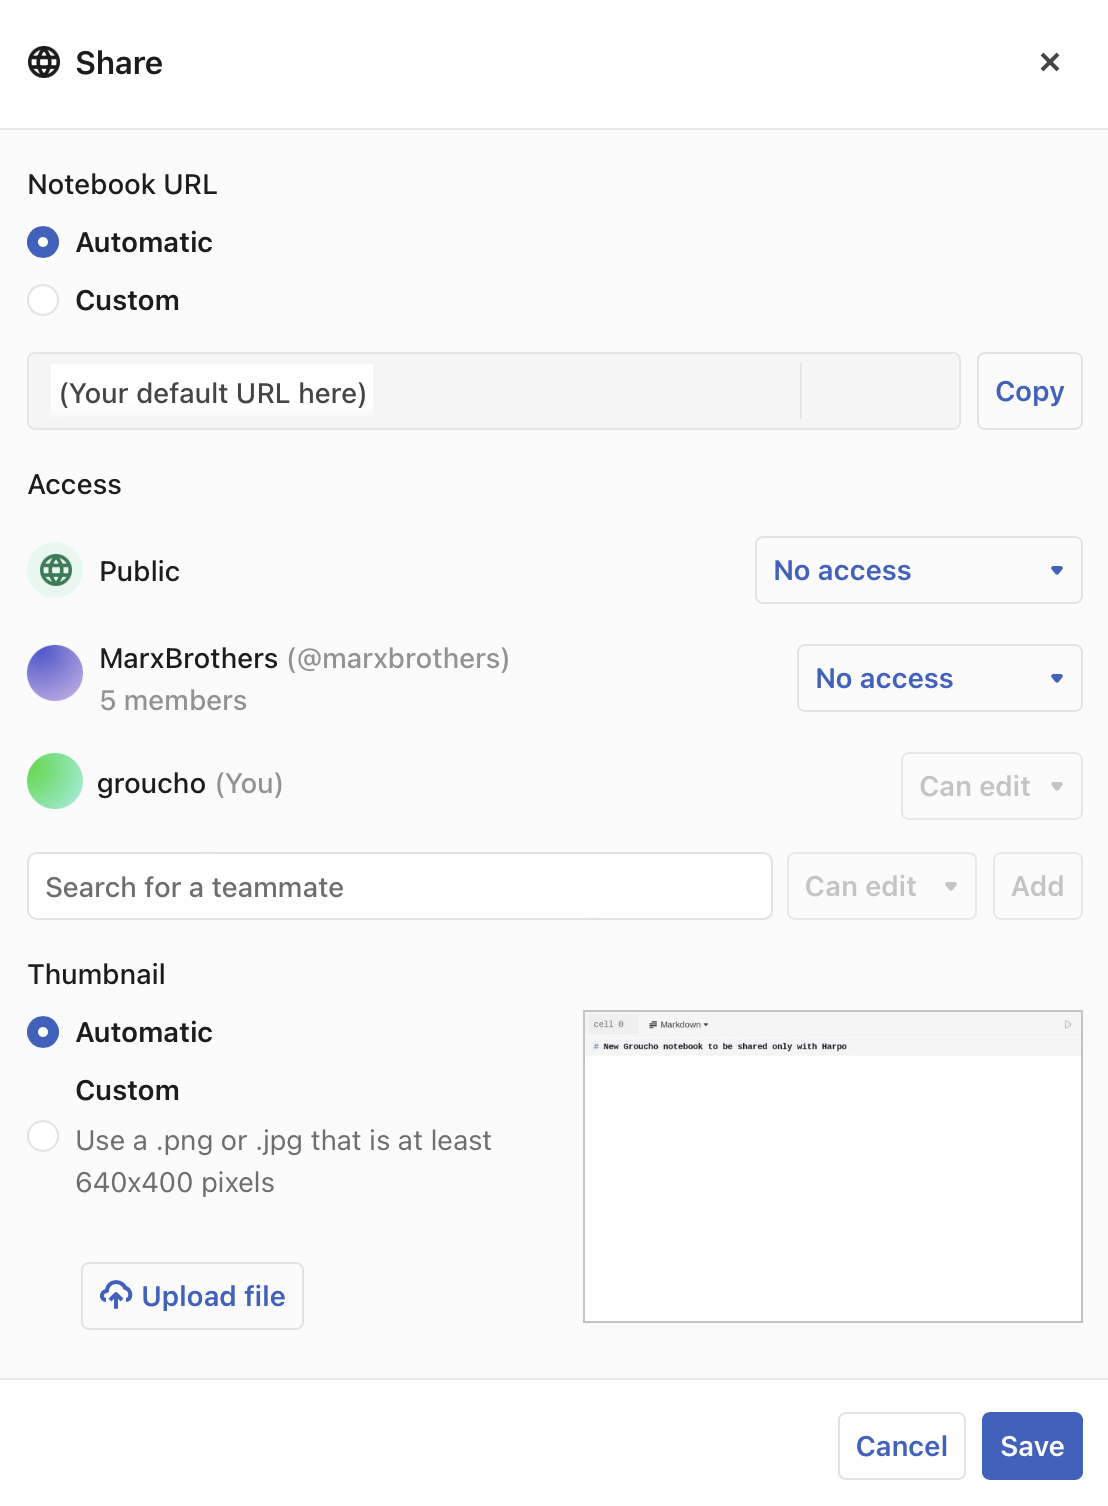 Share
Notebook URL
Automatic
Custom
(Your default URL here)
Copy
Access
Public
No access
MarxBrothers (@marxbrothers)
5 members
No access
groucho (You)
Can edit
Search for a teammate
Can edit
Add
Thumbnail
Automatic
Custom
Use a .png or .jpg that is at least
640x400 pixels
Upload file
cell 0
Markdown
# New Groucho notebook to be shared only with Harpo
Cancel
Save